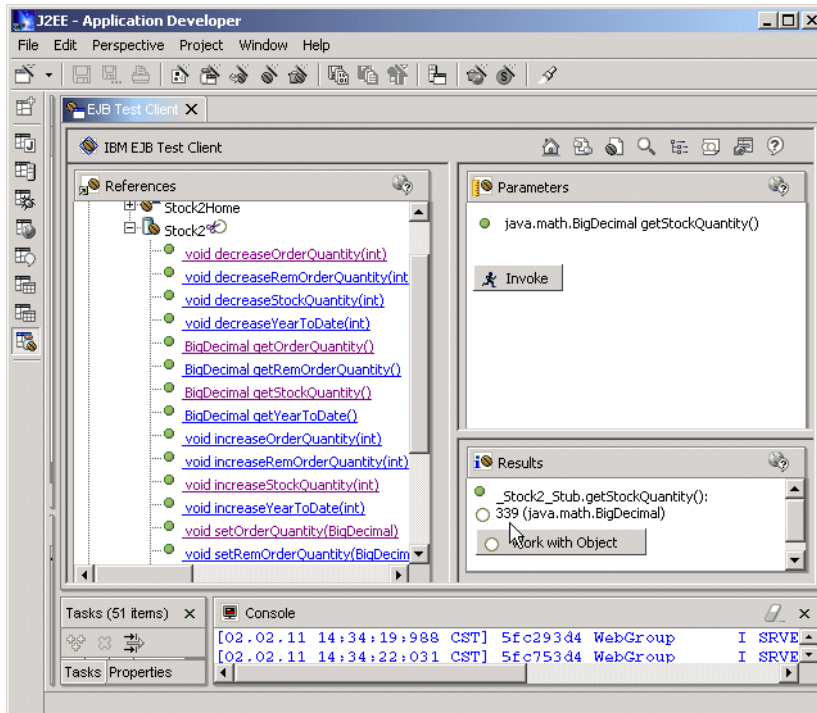 J2EE - Application Developer
File Edit Perspective Project Window Help
EJB Test Client
IBM EJB Test Client
References
Stock2Home
Stock2
void decreaseOrderQuantity(int)
void decreaseRemOrderQuantity(int
void decreaseStockQuantity(int)
void decreaseYearToDate(int)
BigDecimal getOrderQuantity()
BigDecimal getRemOrderQuantity()
BigDecimal getStockQuantity()
BigDecimal getYearToDate()
void increaseOrderQuantity(int)
void increaseRemOrderQuantity(int)
void increaseStockQuantity(int)
void increaseYearToDate(int)
void setOrderQuantity(BigDecimal)
void setRemOrderQuantity(BigDecim
Parameters
java.math.BigDecimal getStockQuantity()
Invoke
Results
_Stock2_Stub.getStockQuantity():
339 (java.math.BigDecimal)
Work with Object
Tasks (51 items)
Tasks Properties
Console
[02.02.11 14:34:19:988 CST] 5fc293d4 WebGroup I SRVE
[02.02.11 14:34:22:031 CST] 5fc753d4 WebGroup I SRVE